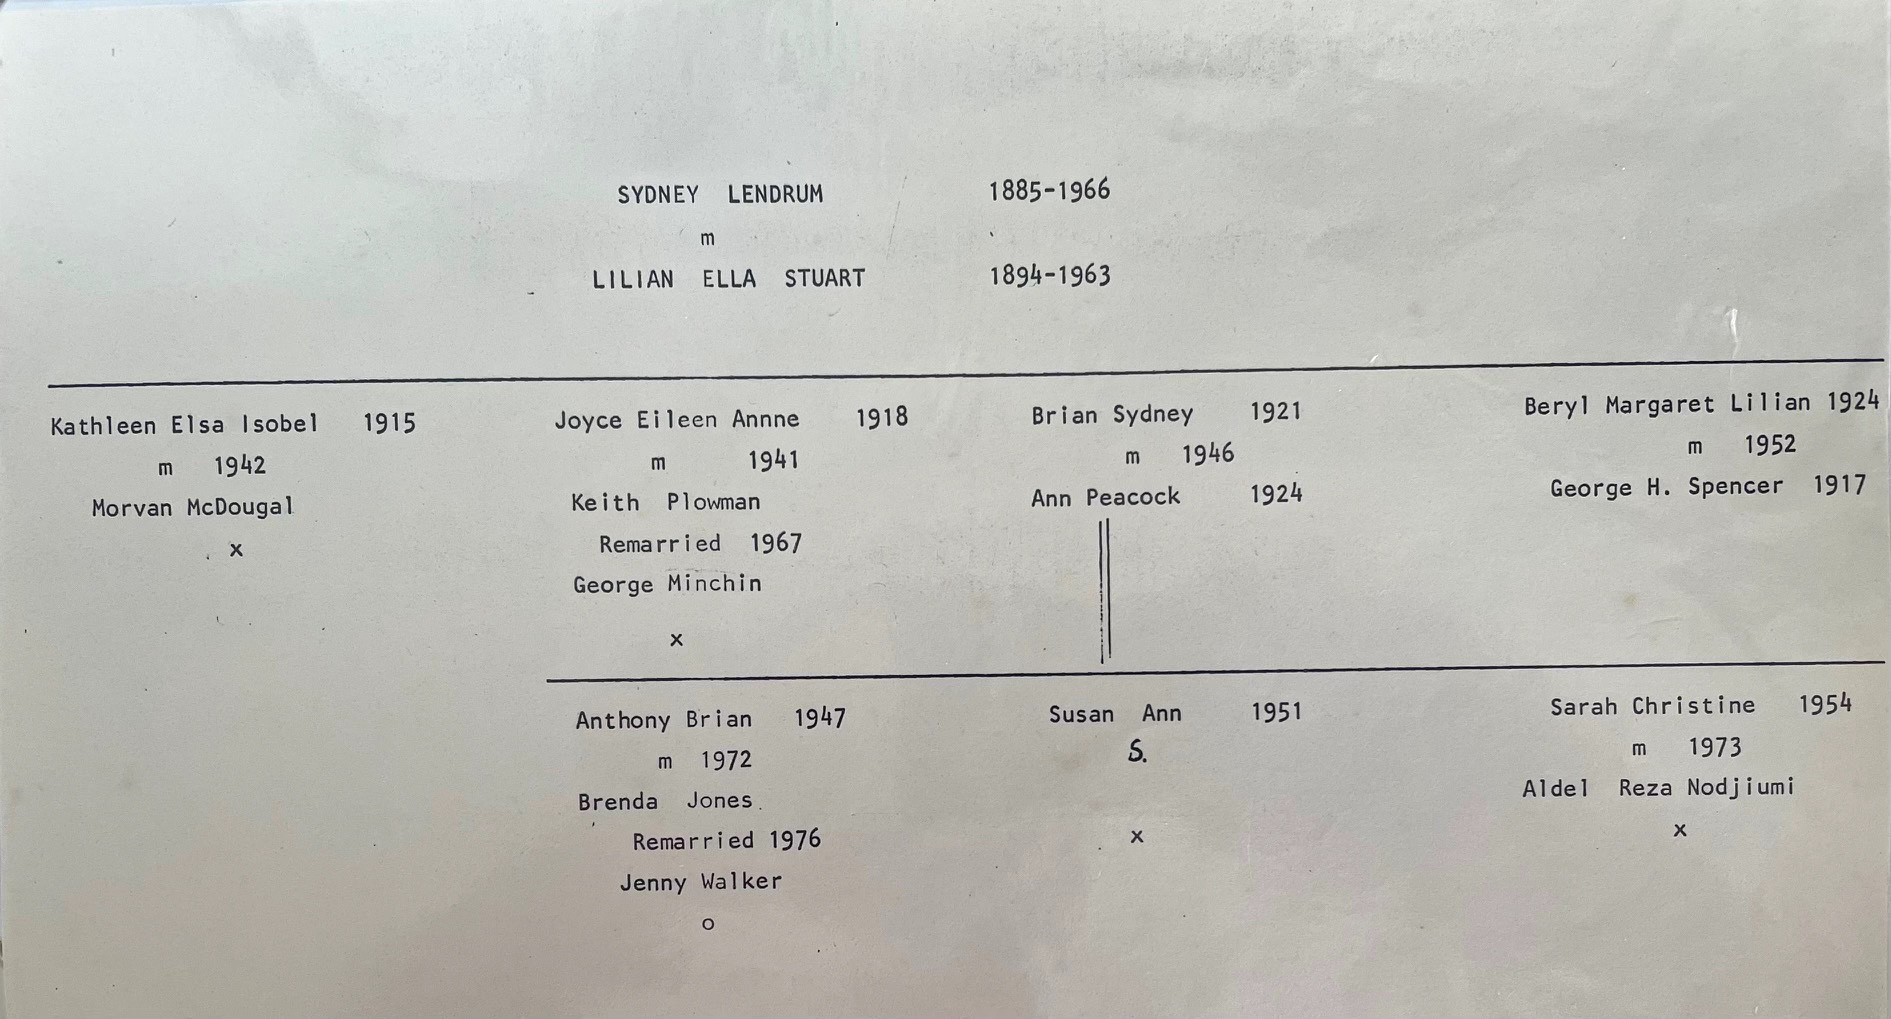 SYDNEY LENDRUM 1885-1966
m
LILIAN ELLA STUART 1894-1963
Kathleen Elsa Isobel 1915
m 1942
Morvan McDougal
x
Joyce Eileen Annne 1918
m 1941
Keith Plowman
Remarried 1967
George Minchin
x
Brian Sydney 1921
m 1946
Ann Peacock 1924
Beryl Margaret Lilian 1924
m 1952
George H. Spencer 1917
Anthony Brian 1947
m 1972
Brenda Jones
Remarried 1976
Jenny Walker
o
Susan Ann 1951
S.
x
Sarah Christine 1954
m 1973
Aldel Reza Nodjiumi
x